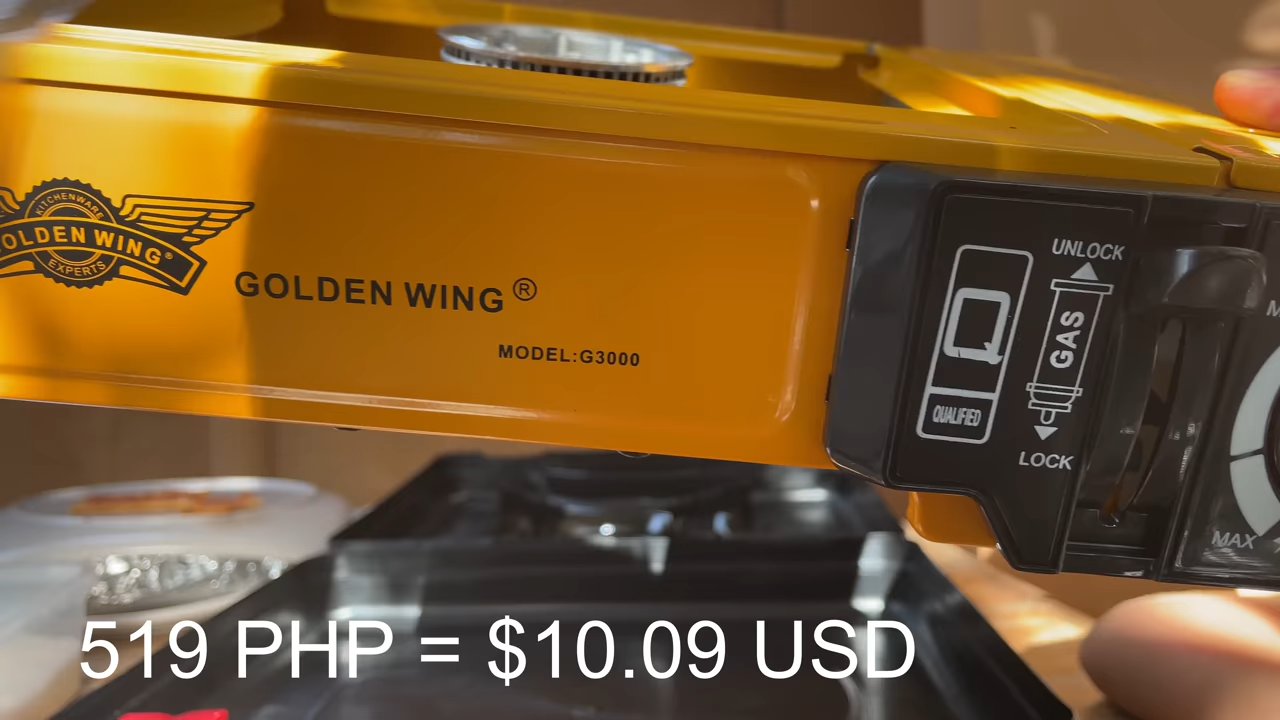 KITCHENWARE
GOLDEN WING®
EXPERTS
GOLDEN WING®
MODEL:G3000
Q
QUALIFIED
UNLOCK
GAS
LOCK
MAX
519 PHP = $10.09 USD